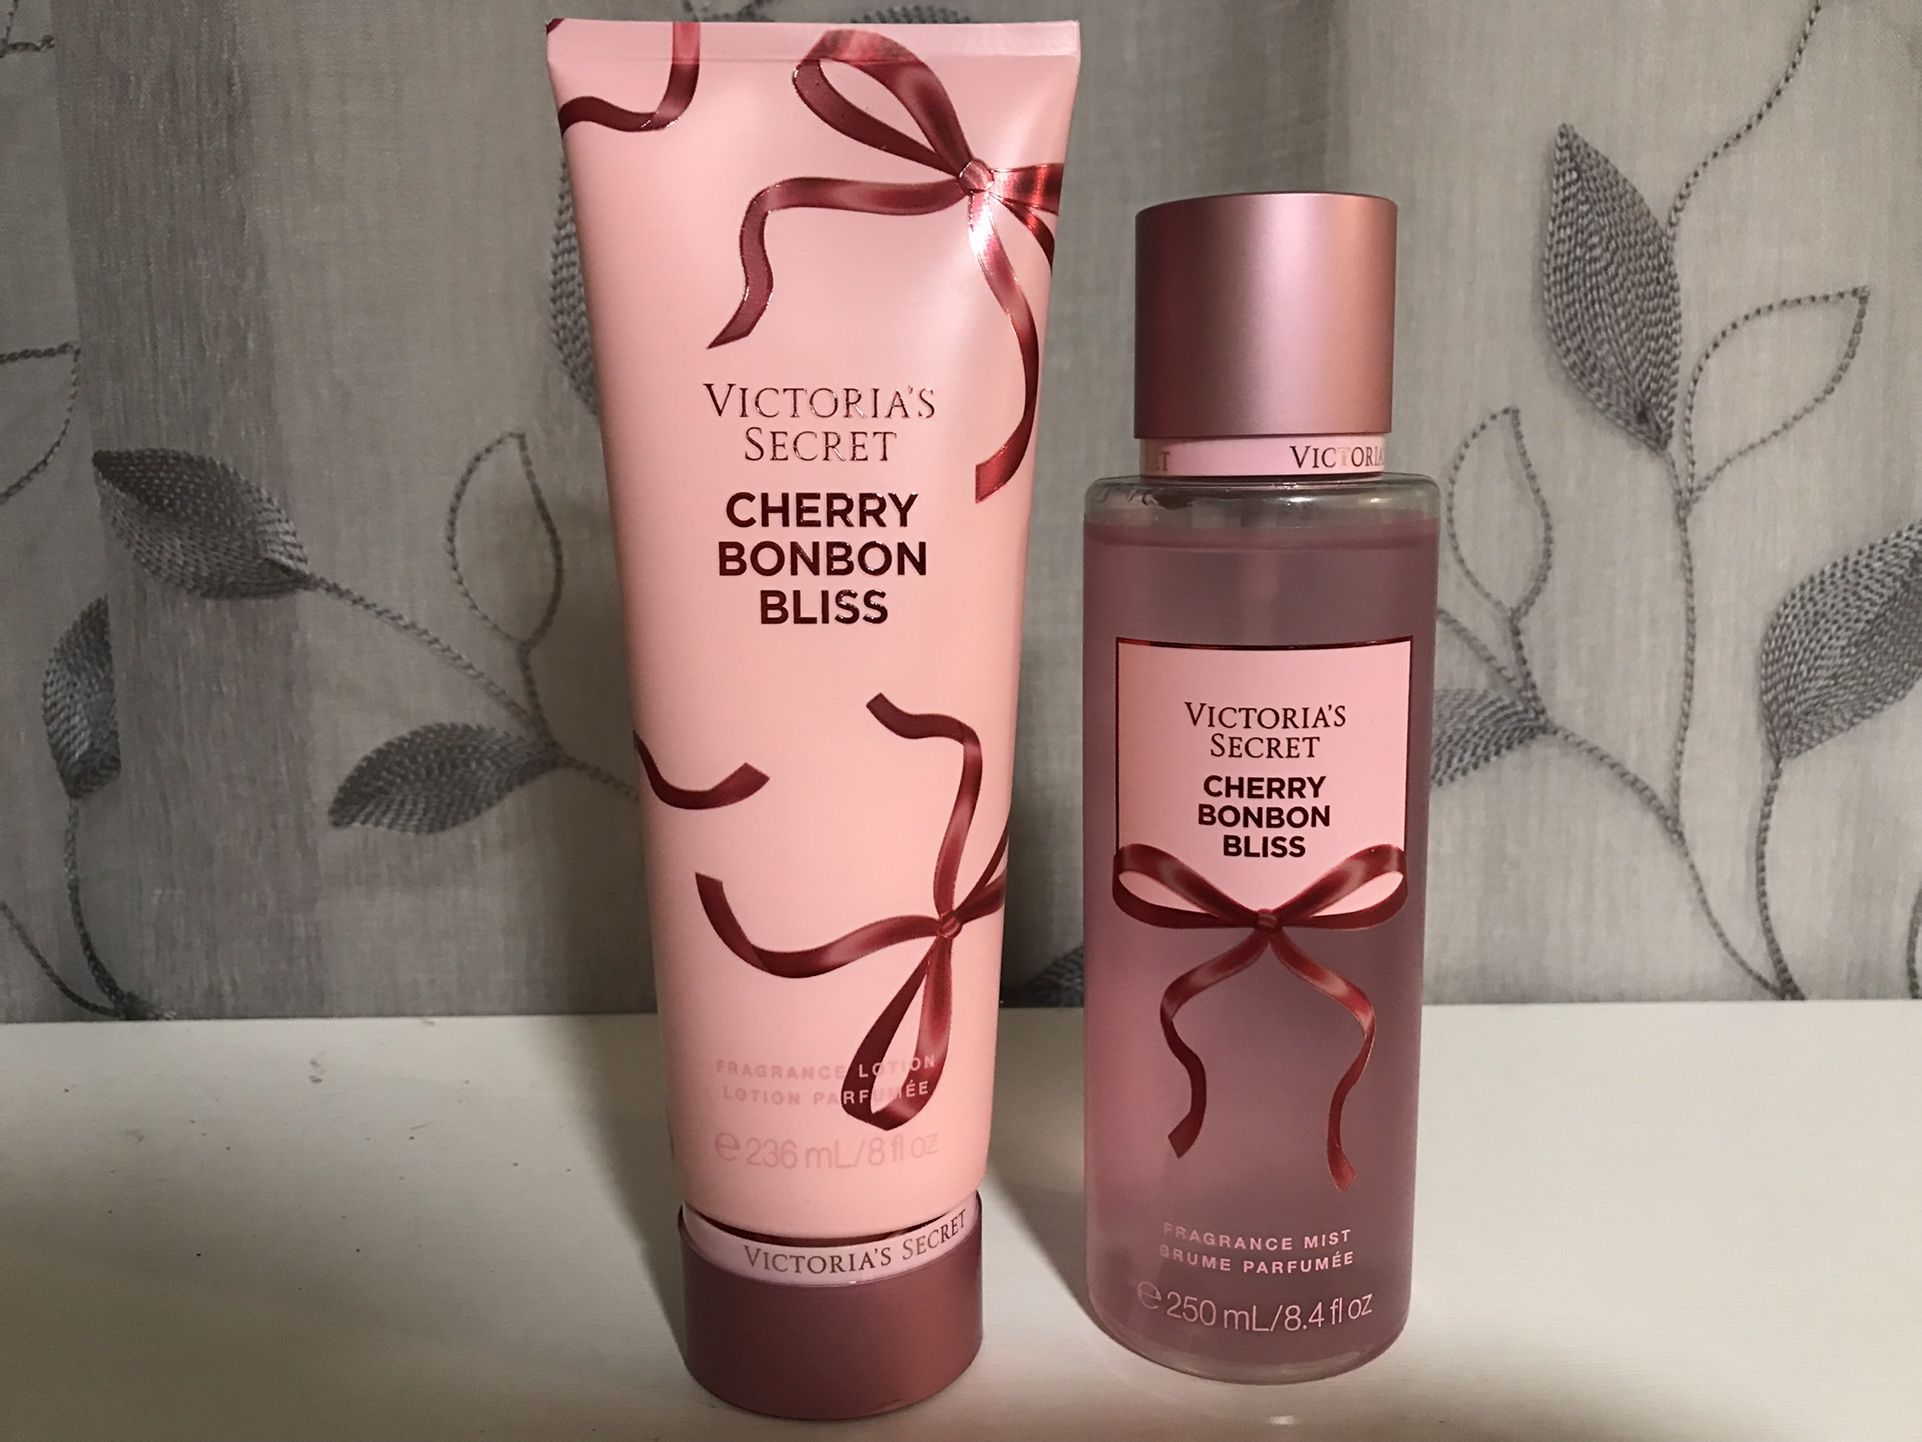 VICTORIA'S
SECRET
CHERRY
BONBON
BLISS
FRAGRANCE LOTION
LOTION PARFUMÉE
℮ 236 mL/8 fl oz
VICTORIA'S SECRET
VICTORIA'S
SECRET
CHERRY
BONBON
BLISS
FRAGRANCE MIST
BRUME PARFUMÉE
℮ 250 mL/8.4 fl oz